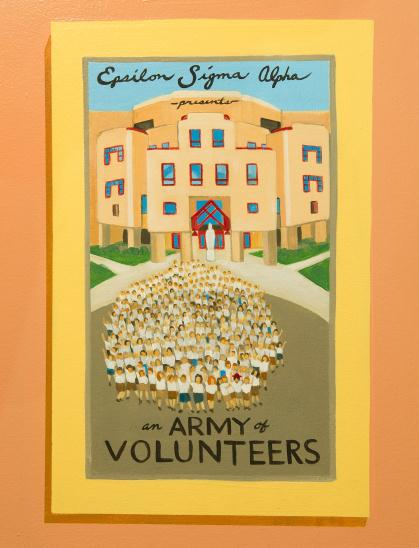 Epsilon Sigma Alpha
-presents-
an ARMY of
VOLUNTEERS